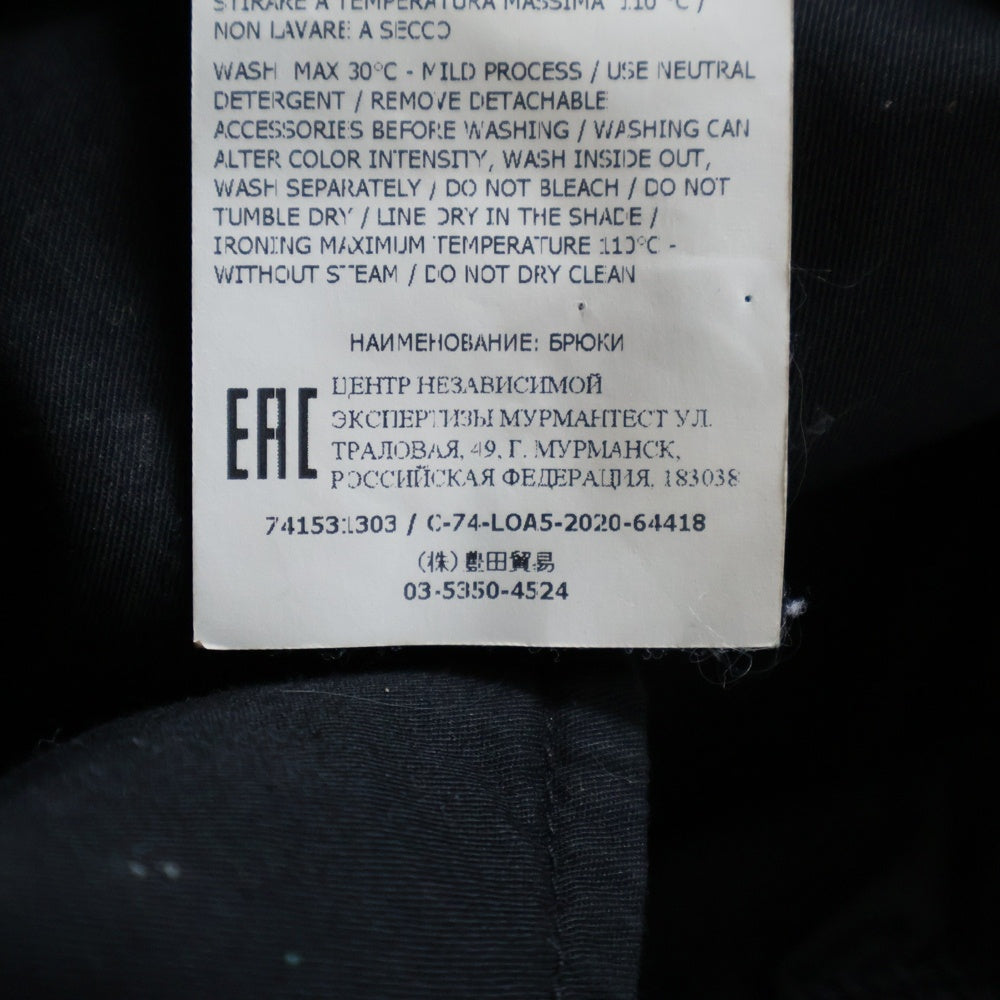 STIRARE A TEMPERATURA MASSIMA 110°C /
NON LAVARE A SECCO
WASH MAX 30°C - MILD PROCESS / USE NEUTRAL
DETERGENT / REMOVE DETACHABLE
ACCESSORIES BEFORE WASHING / WASHING CAN
ALTER COLOR INTENSITY, WASH INSIDE OUT,
WASH SEPARATELY / DO NOT BLEACH / DO NOT
TUMBLE DRY / LINE DRY IN THE SHADE /
IRONING MAXIMUM TEMPERATURE 110°C -
WITHOUT STEAM / DO NOT DRY CLEAN
НАИМЕНОВАНИЕ: БРЮКИ
EAC
ЦЕНТР НЕЗАВИСИМОЙ
ЭКСПЕРТИЗЫ МУРМАНТЕСТ УЛ.
ТРАЛОВАЯ, 49, Г. МУРМАНСК,
РОССИЙСКАЯ ФЕДЕРАЦИЯ, 183038
741531303 / C-74-LOA5-2020-64418
(株)豊田貿易
03-5350-4524